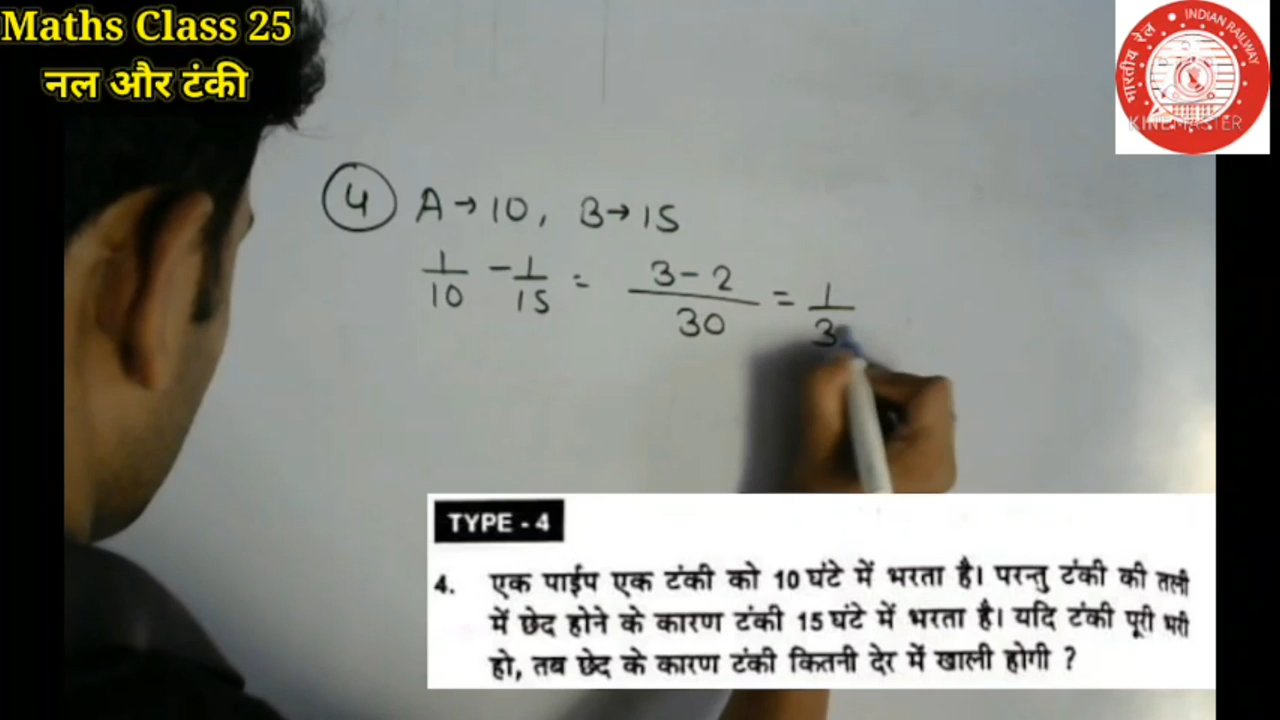 Maths Class 25
नल और टंकी
INDIAN RAILWAY
भारतीय रेल
KINEMASTER
4 A→10, B→15
1/10 - 1/15 = 3-2/30 = 1/3
TYPE - 4
4. एक पाईप एक टंकी को 10 घंटे में भरता है। परन्तु टंकी की तली
में छेद होने के कारण टंकी 15 घंटे में भरता है। यदि टंकी पूरी भरी
हो, तब छेद के कारण टंकी कितनी देर में खाली होगी ?